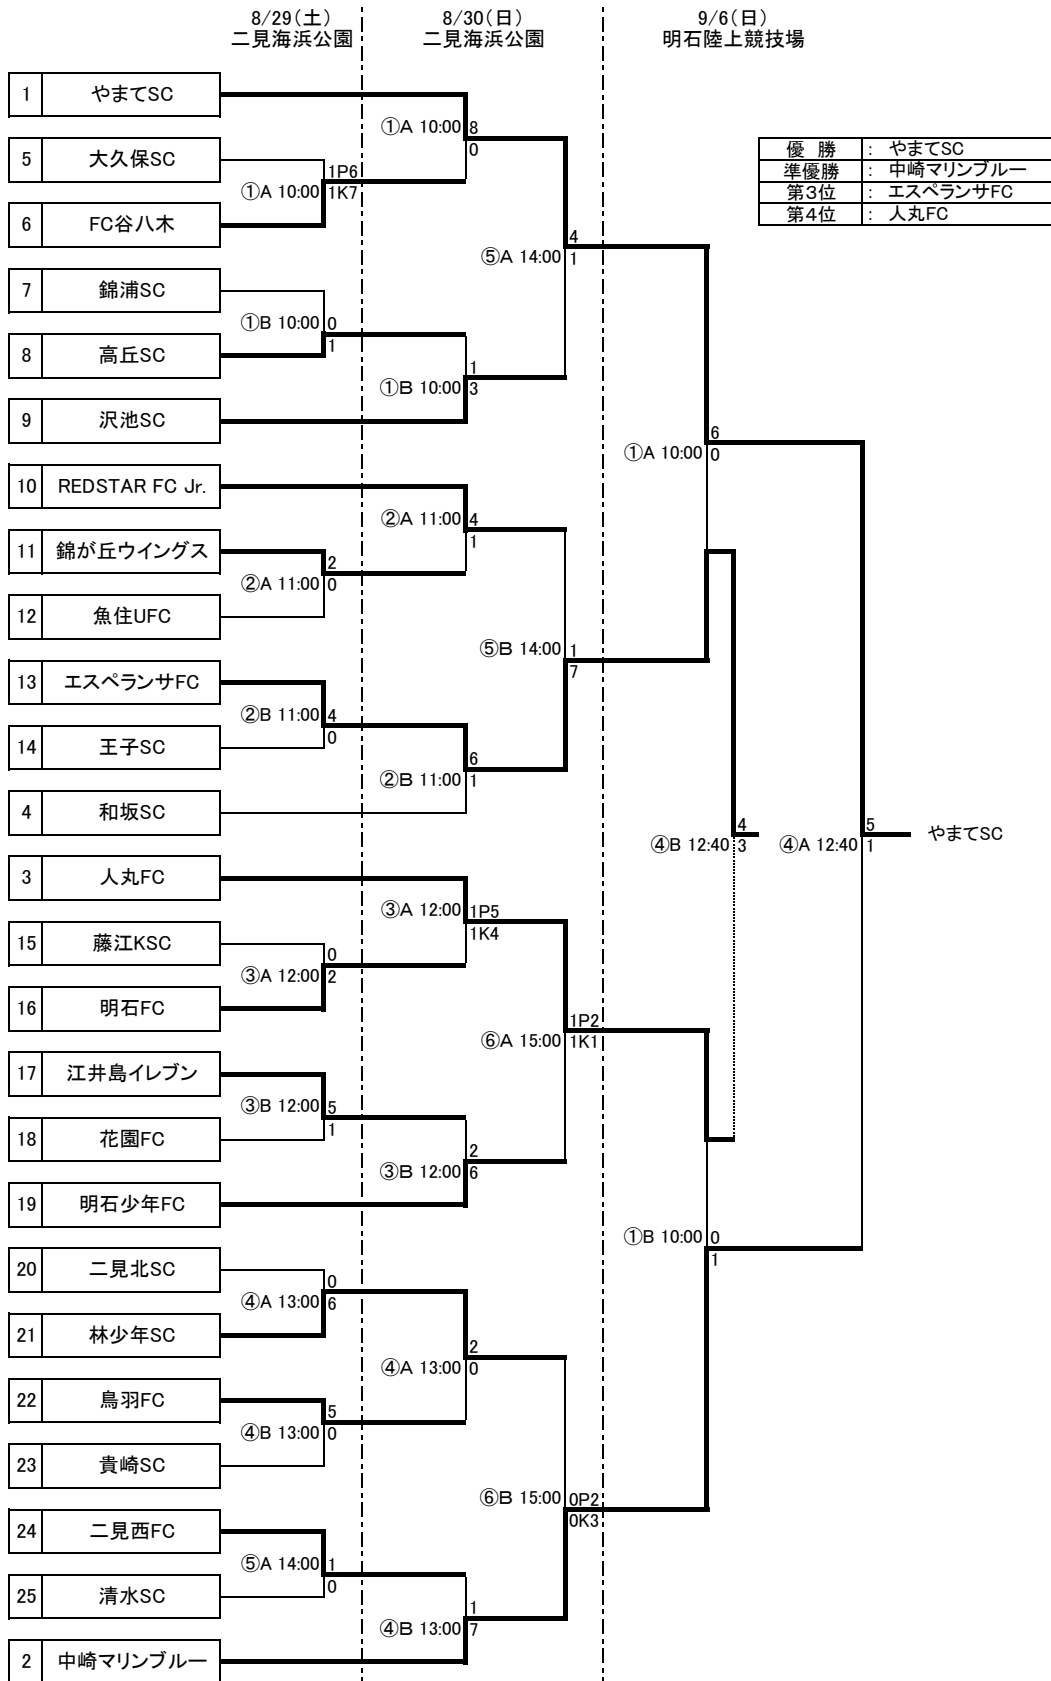 8/29(土)
二見海浜公園
8/30(日)
二見海浜公園
9/6(日)
明石陸上競技場
1 やまてSC
①A 10:00 8
0
優 勝 : やまてSC
準優勝 : 中崎マリンブルー
第3位 : エスペランサFC
第4位 : 人丸FC
5 大久保SC
①A 10:00 1P6
1K7
6 FC谷八木
⑤A 14:00 4
1
7 錦浦SC
①B 10:00 0
1
8 高丘SC
①B 10:00 1
3
9 沢池SC
①A 10:00 6
0
10 REDSTAR FC Jr.
②A 11:00 4
1
11 錦が丘ウイングス
②A 11:00 2
0
12 魚住UFC
⑤B 14:00 1
7
13 エスペランサFC
②B 11:00 4
0
14 王子SC
②B 11:00 6
1
4 和坂SC
④B 12:40 4
3
④A 12:40 5
1
やまてSC
3 人丸FC
③A 12:00 1P5
1K4
15 藤江KSC
③A 12:00 0
2
16 明石FC
⑥A 15:00 1P2
1K1
17 江井島イレブン
③B 12:00 5
1
18 花園FC
③B 12:00 2
6
19 明石少年FC
①B 10:00 0
1
20 二見北SC
④A 13:00 0
6
21 林少年SC
④A 13:00 2
0
22 鳥羽FC
④B 13:00 5
0
23 貴崎SC
⑥B 15:00 0P2
0K3
24 二見西FC
⑤A 14:00 1
0
25 清水SC
④B 13:00 1
7
2 中崎マリンブルー